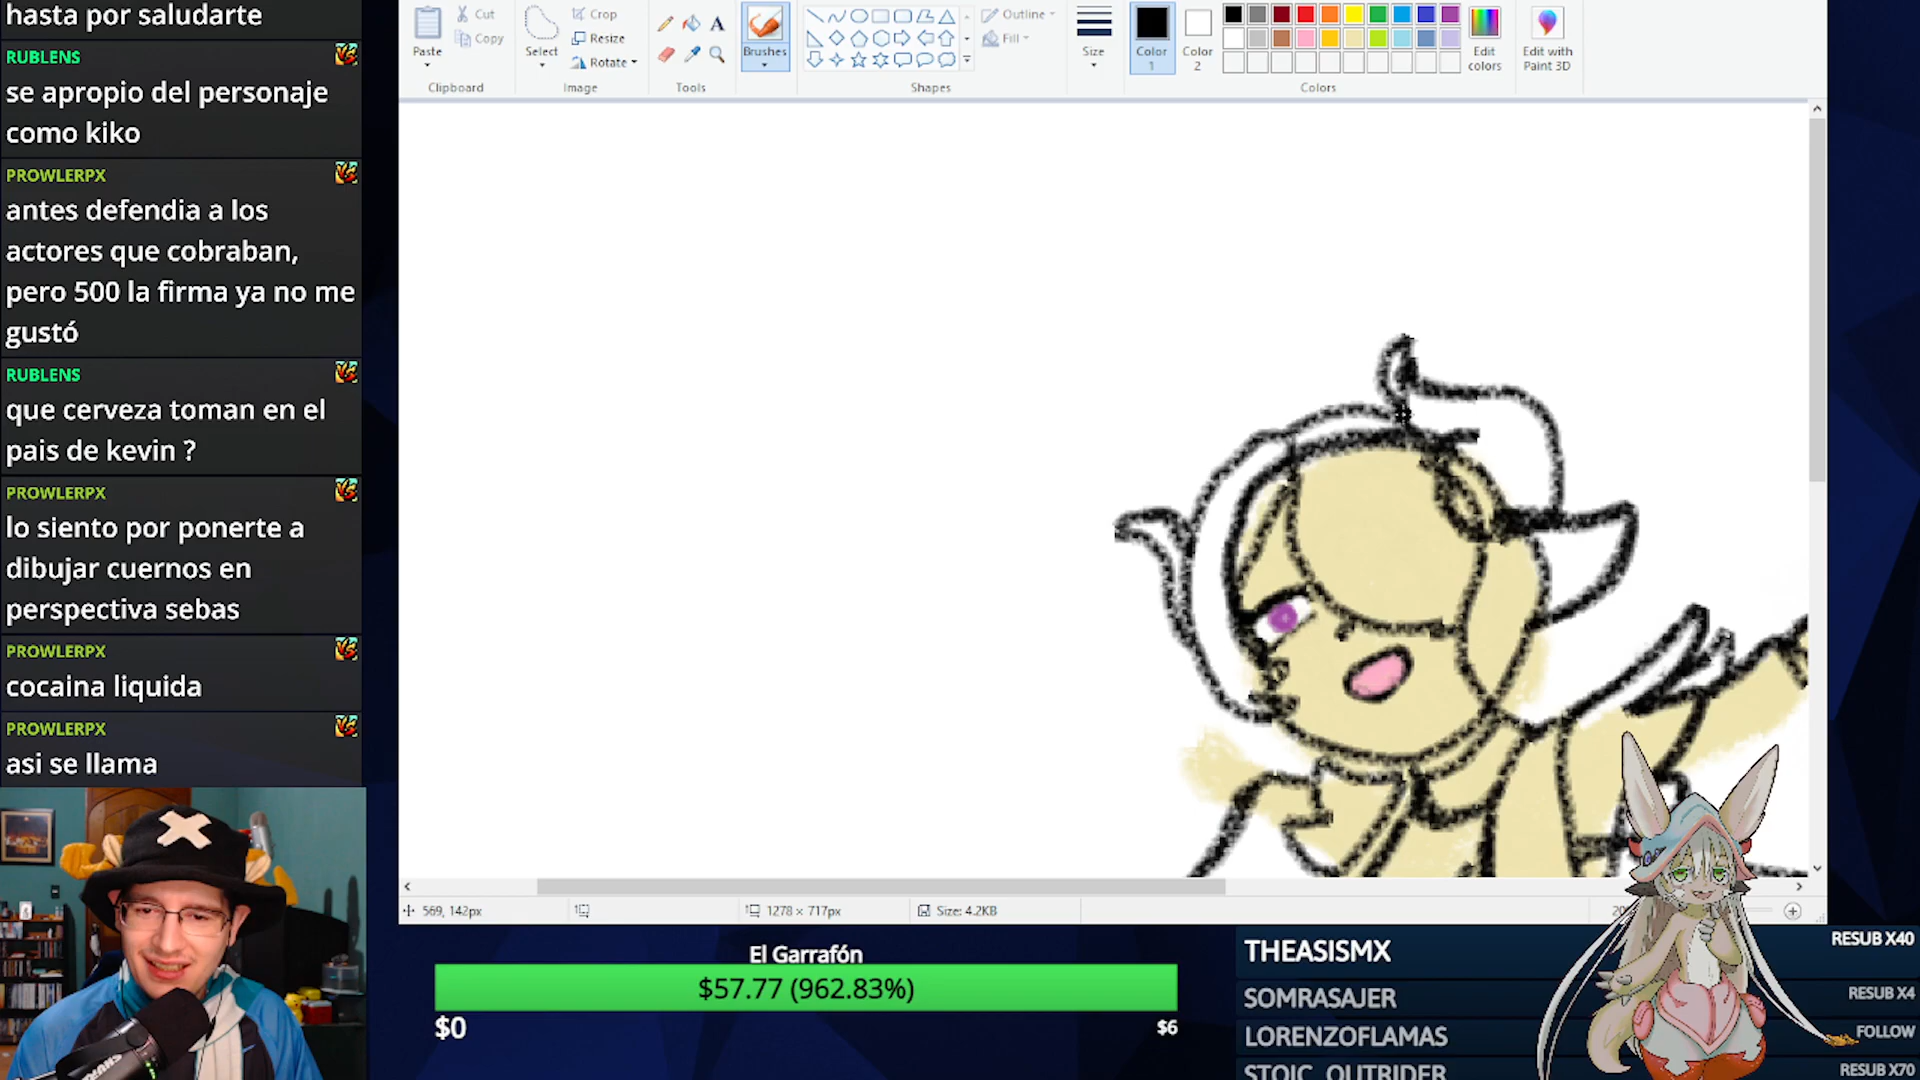 hasta por saludarte
RUBLENS
se apropio del personaje
como kiko
PROWLERPX
antes defendia a los
actores que cobraban,
pero 500 la firma ya no me
gustó
RUBLENS
que cerveza toman en el
pais de kevin ?
PROWLERPX
lo siento por ponerte a
dibujar cuernos en
perspectiva sebas
PROWLERPX
cocaina liquida
PROWLERPX
asi se llama
Paste
Cut
Copy
Clipboard
Select
Crop
Resize
Rotate
Image
A
Tools
Brushes
Outline
Fill
Shapes
Size
Color
1
Color
2
Edit
colors
Colors
Edit with
Paint 3D
569, 142px
1278 × 717px
Size: 4.2KB
El Garrafón
$57.77 (962.83%)
$0
$6
THEASISMX
RESUB X40
SOMRASAJER
RESUB X4
LORENZOFLAMAS
FOLLOW
STOIC_OUTRIDER
RESUB X70